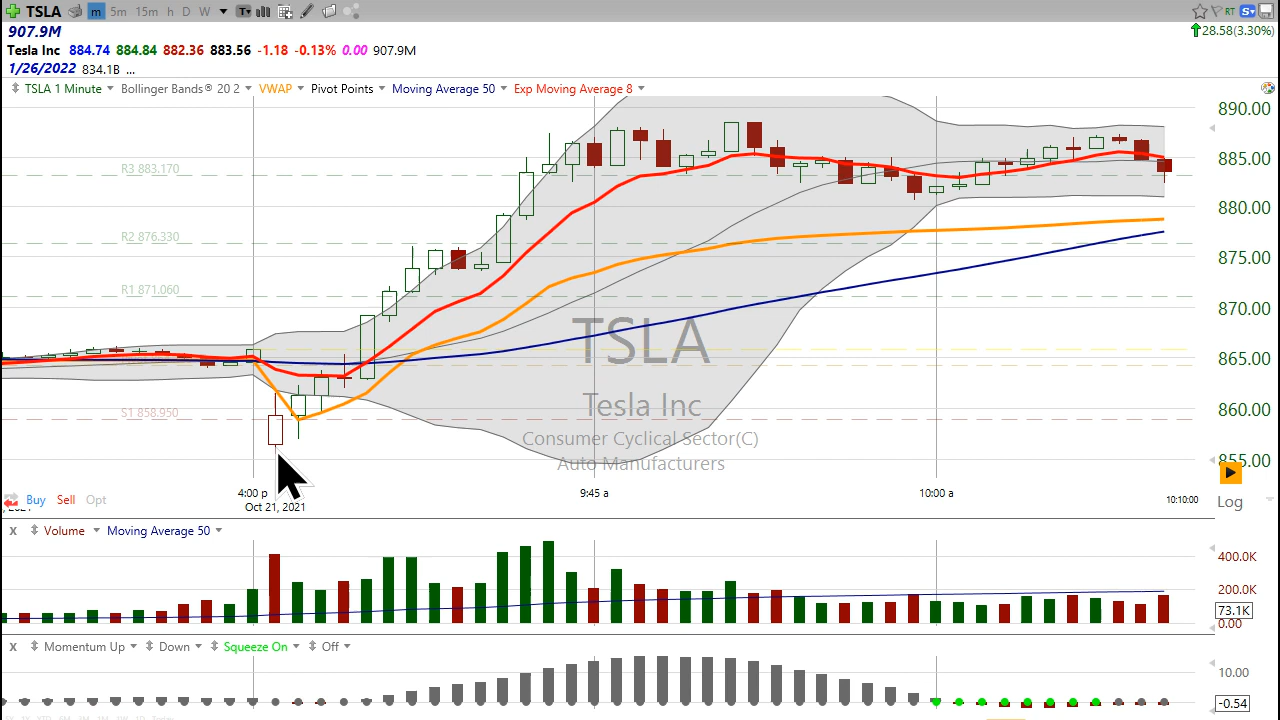 TSLA m 5m 15m h D W T RT S
907.9M
28.58(3.30%)
Tesla Inc 884.74 884.84 882.36 883.56 -1.18 -0.13% 0.00 907.9M
1/26/2022 834.1B ...
TSLA 1 Minute Bollinger Bands® 20 2 VWAP Pivot Points Moving Average 50 Exp Moving Average 8
890.00
R3 883.170
885.00
880.00
R2 876.330
875.00
R1 871.060
870.00
TSLA
865.00
Tesla Inc
S1 858.950
860.00
Consumer Cyclical Sector(C)
Auto Manufacturers
855.00
4:00 p 9:45 a 10:00 a
Buy Sell Opt 10:10:00 Log
Oct 21, 2021
X Volume Moving Average 50
400.0K
200.0K
73.1K
0.00
X Momentum Up Down Squeeze On Off
10.00
-0.54